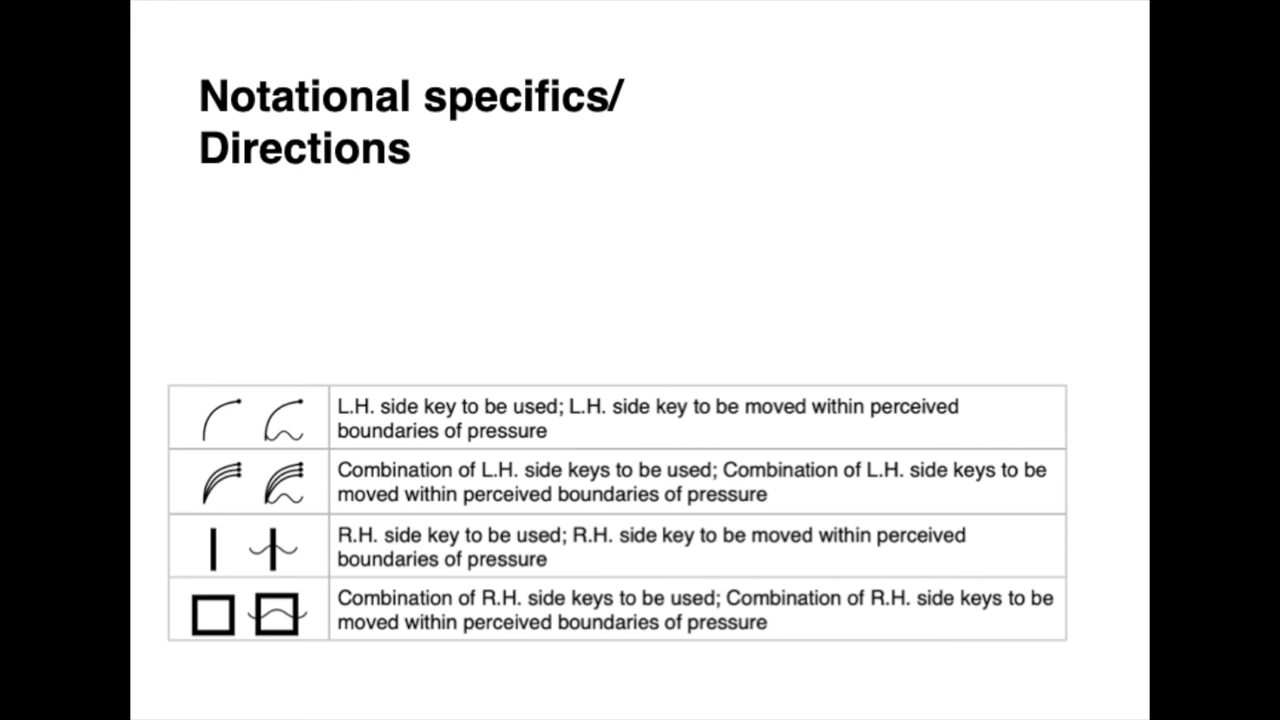 Notational specifics/
Directions
L.H. side key to be used; L.H. side key to be moved within perceived
boundaries of pressure
Combination of L.H. side keys to be used; Combination of L.H. side keys to be
moved within perceived boundaries of pressure
R.H. side key to be used; R.H. side key to be moved within perceived
boundaries of pressure
Combination of R.H. side keys to be used; Combination of R.H. side keys to be
moved within perceived boundaries of pressure